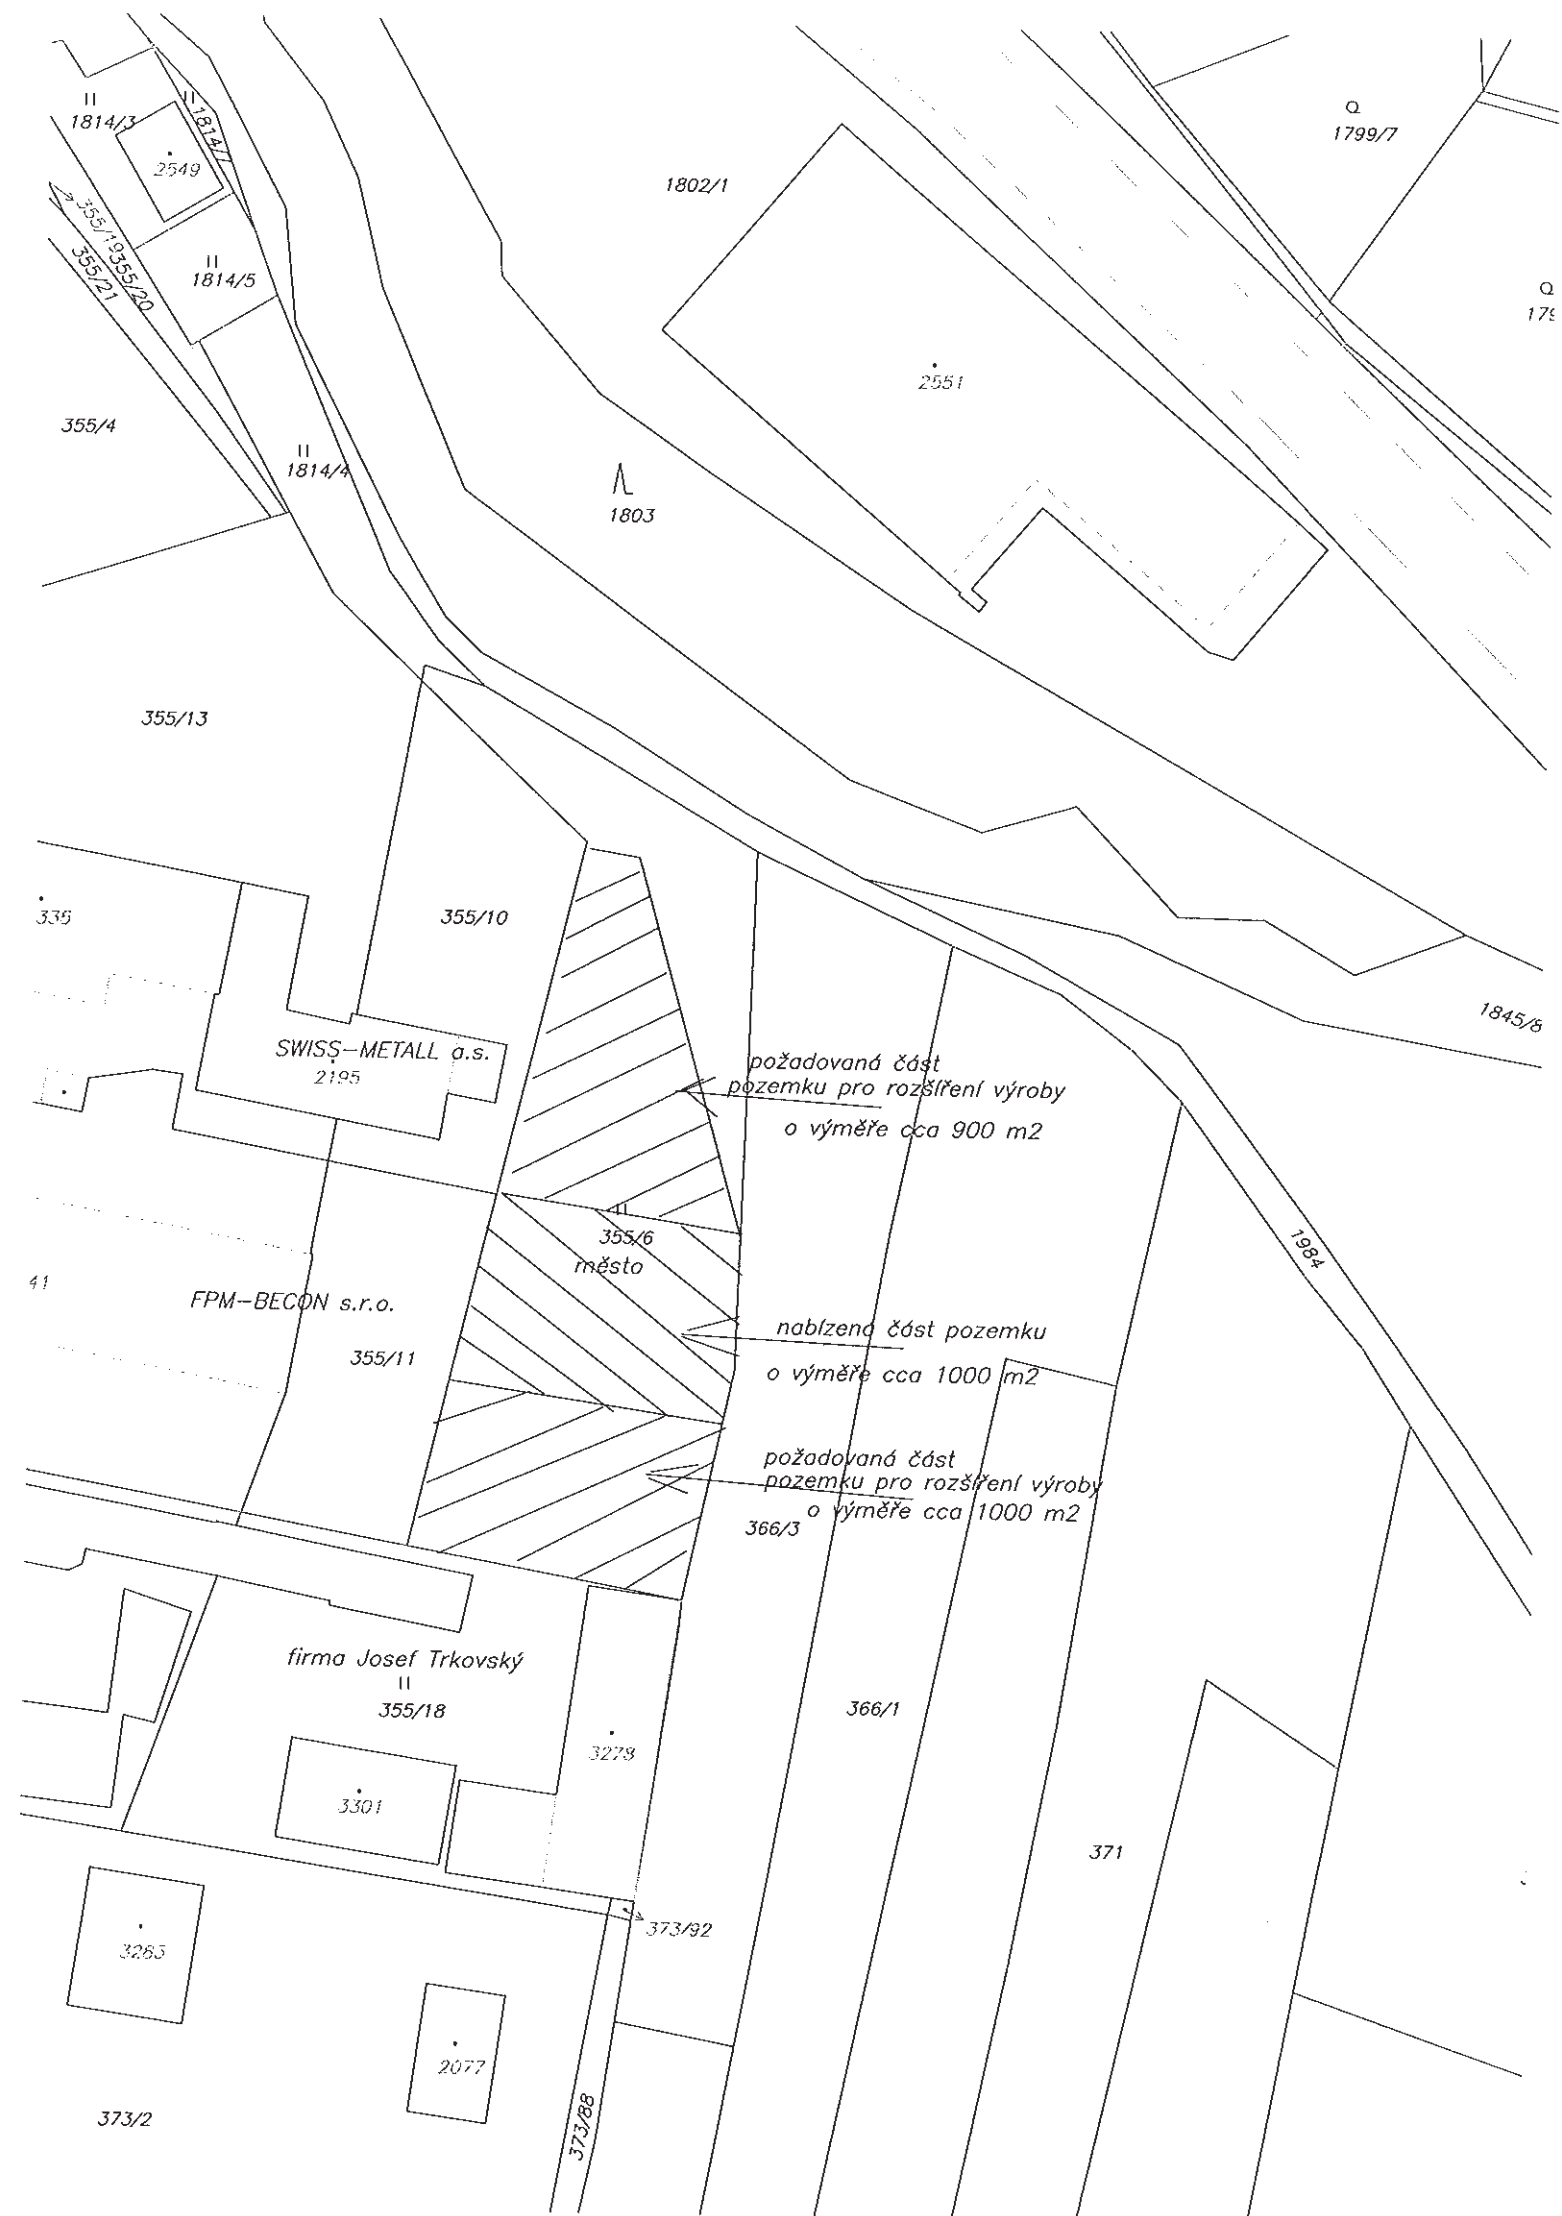 1814/3
1814/7
2549
1799/7
1802/1
355/19
355/20
355/21
1814/5
2551
355/4
1814/4
1803
355/13
355/10
1845/8
SWISS-METALL a.s.
2195
požadovaná část
pozemku pro rozšíření výroby
o výměře cca 900 m2
355/6
město
1984
41
FPM-BECON s.r.o.
355/11
nabízená část pozemku
o výměře cca 1000 m2
požadovaná část
pozemku pro rozšíření výroby
o výměře cca 1000 m2
366/3
firma Josef Trkovský
355/18
366/1
3278
3301
371
373/92
2077
373/2
373/88